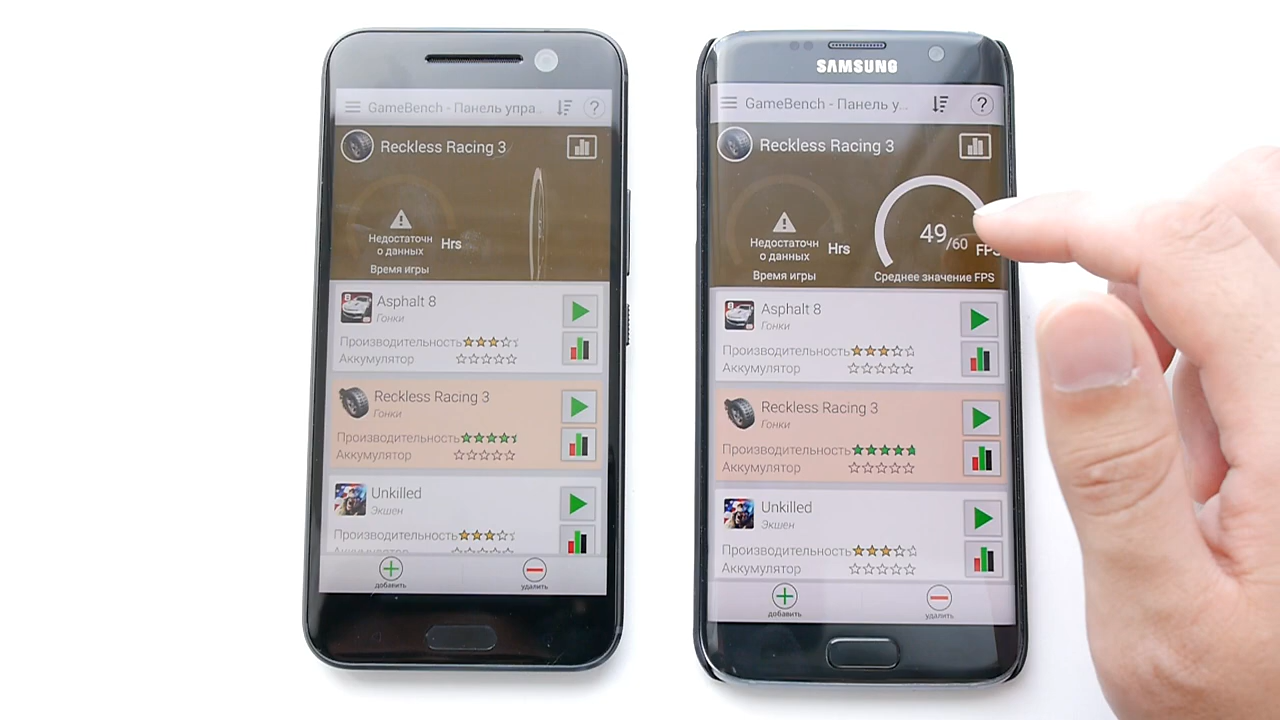 GameBench - Панель упра...
?
Reckless Racing 3
Недостаточн
о данных
Hrs
Время игры
Asphalt 8
Гонки
Производительность
Аккумулятор
Reckless Racing 3
Гонки
Производительность
Аккумулятор
Unkilled
Экшен
Производительность
Аккумулятор
добавить
удалить
SAMSUNG
GameBench - Панель у...
?
Reckless Racing 3
Недостаточн
о данных
Hrs
Время игры
49/60
FPS
Среднее значение FPS
Asphalt 8
Гонки
Производительность
Аккумулятор
Reckless Racing 3
Гонки
Производительность
Аккумулятор
Unkilled
Экшен
Производительность
Аккумулятор
добавить
удалить